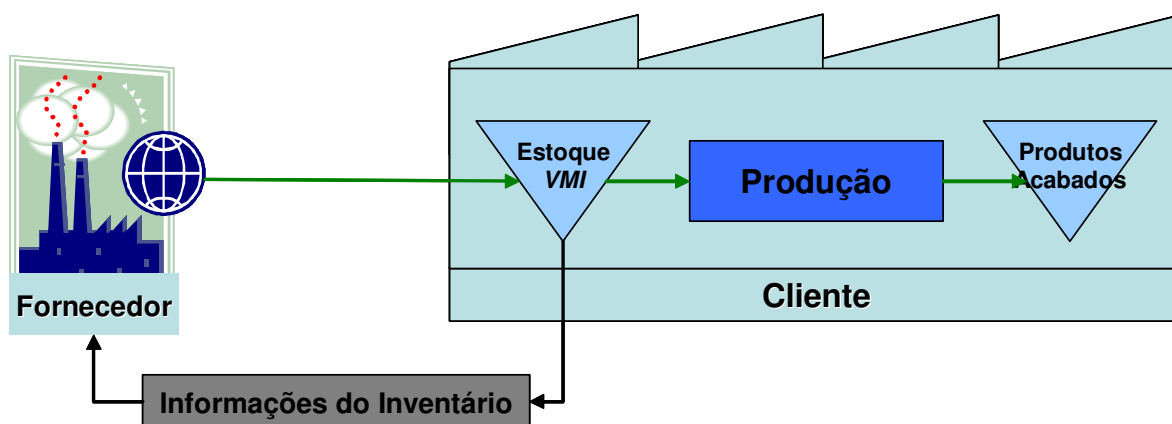 Estoque
VMI
Produção
Produtos
Acabados
Fornecedor
Cliente
Informações do Inventário